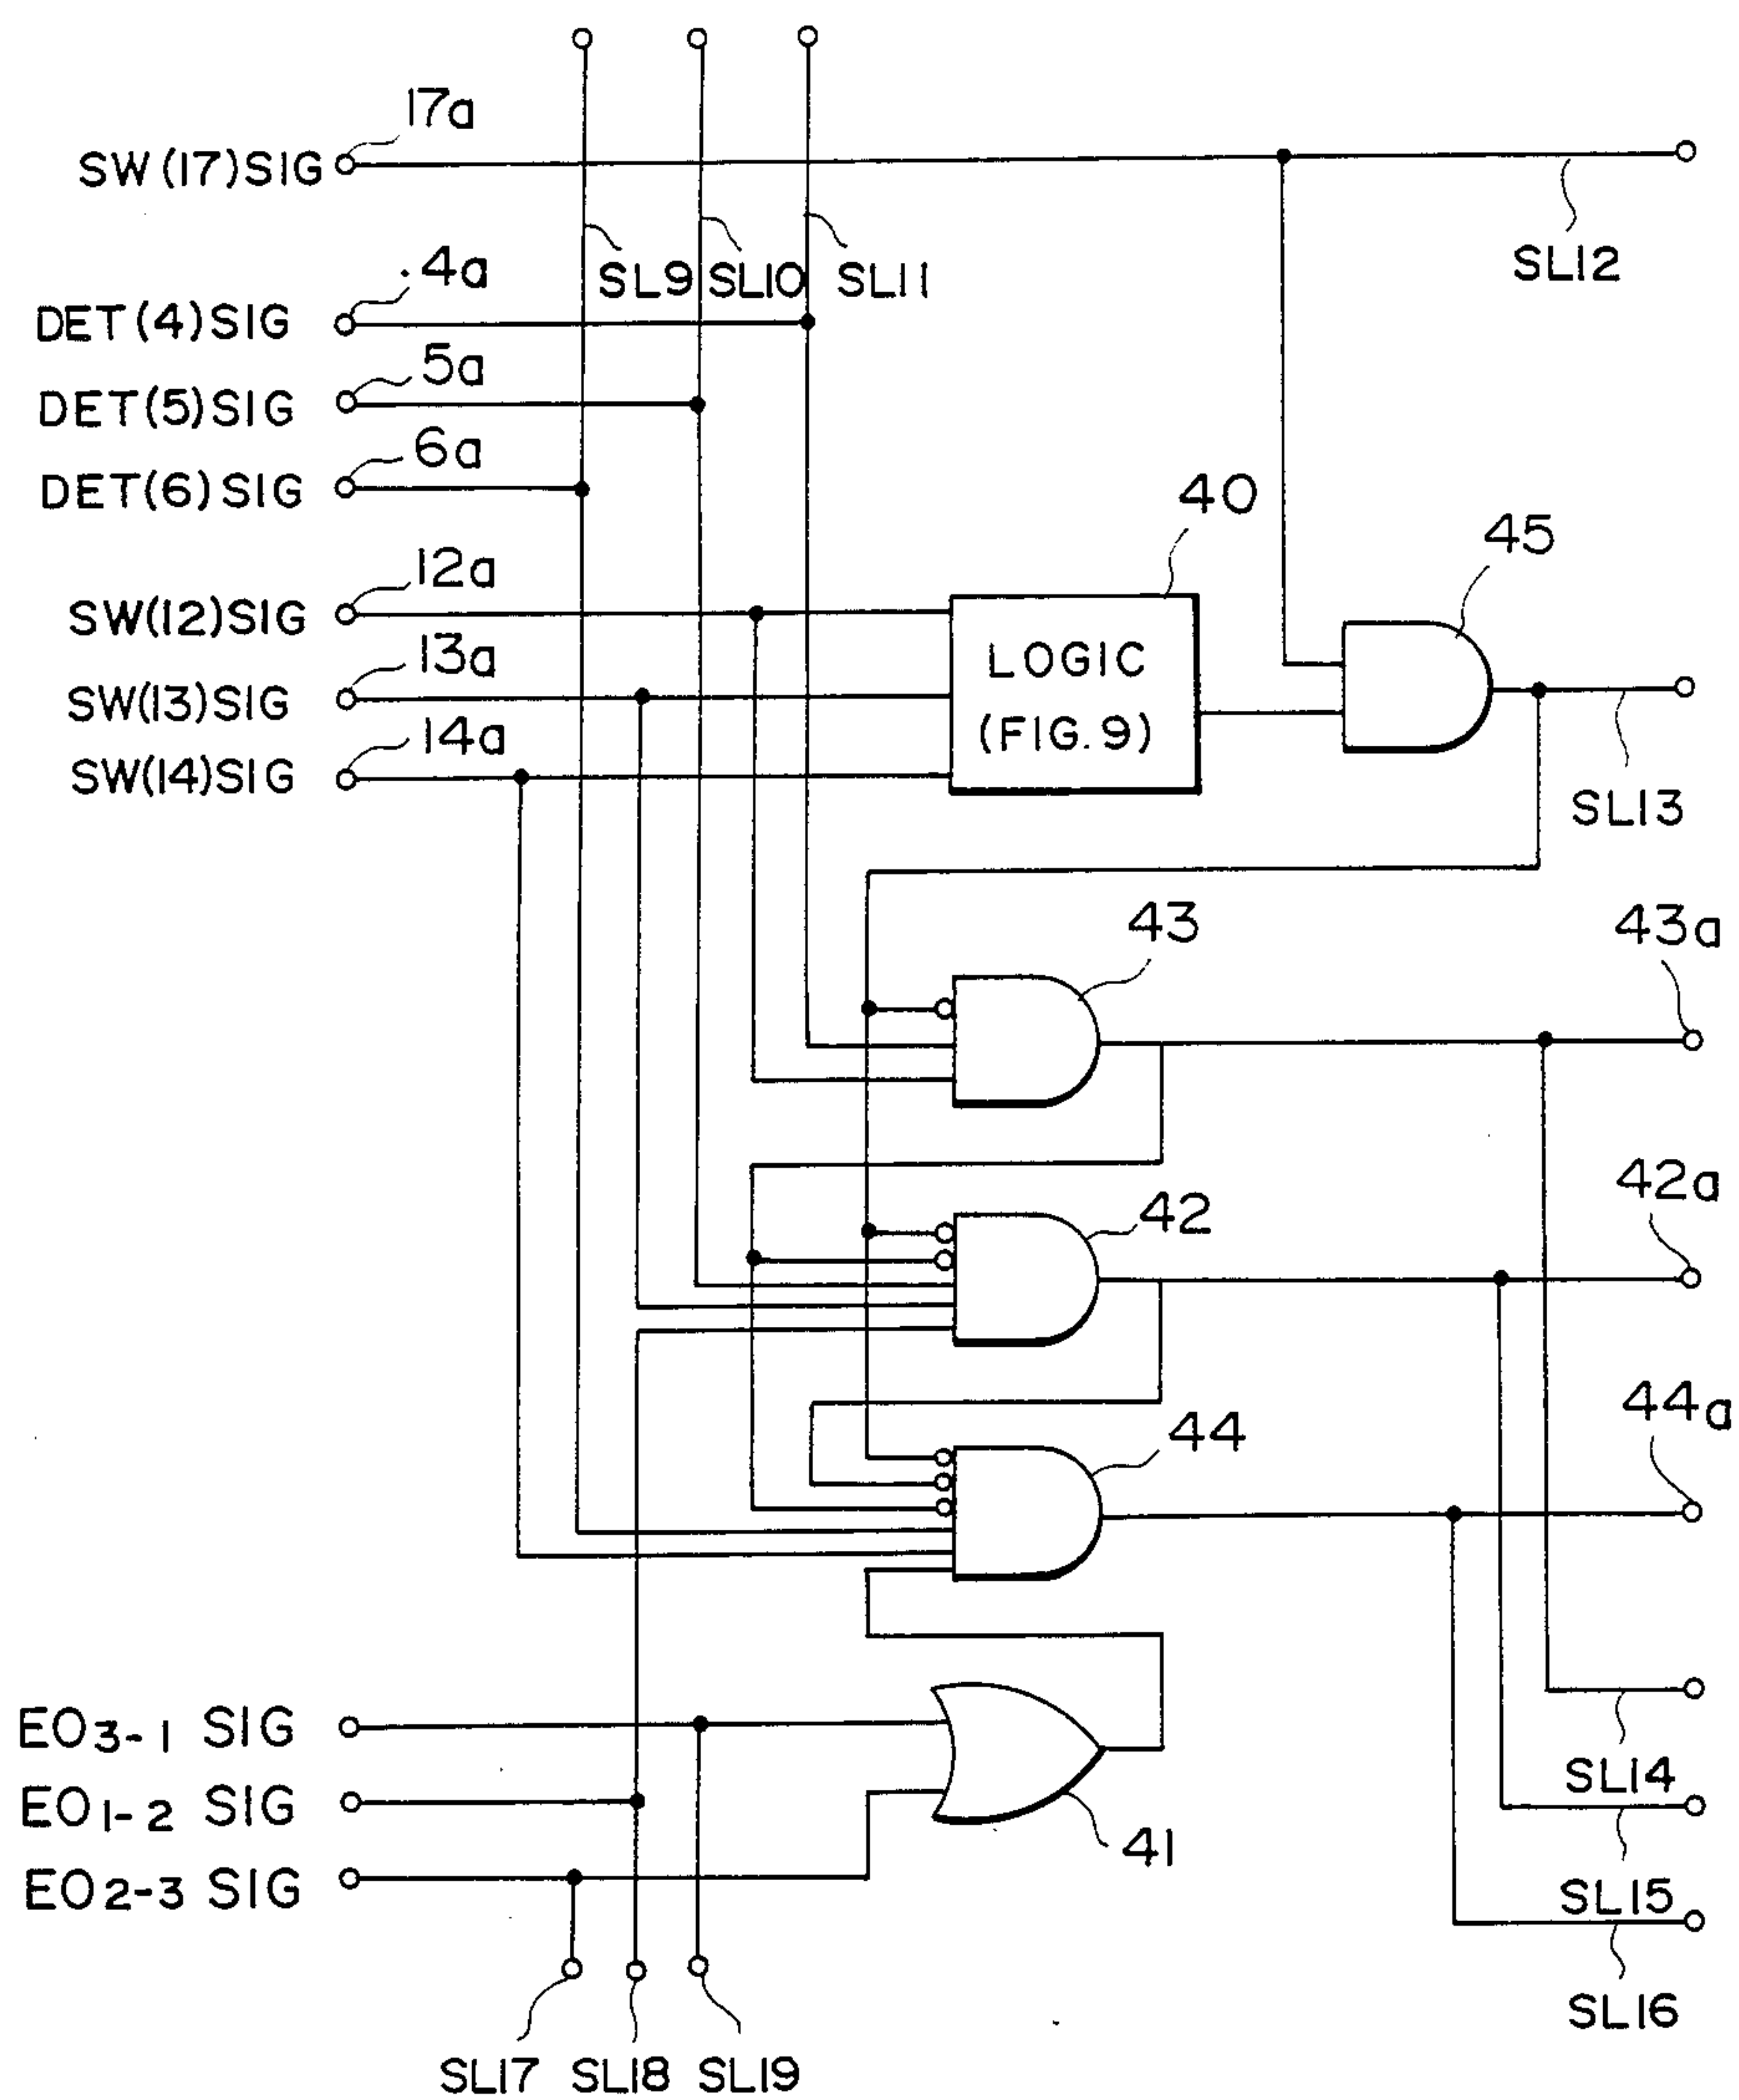 17a
SW(17)SIG
SL9 SL10 SL11
SL12
4a
DET(4)SIG
5a
DET(5)SIG
6a
DET(6)SIG
40
45
12a
SW(12)SIG
13a
SW(13)SIG
14a
SW(14)SIG
LOGIC
(FIG.9)
SL13
43
43a
42
42a
44
44a
EO3-1 SIG
EO1-2 SIG
EO2-3 SIG
41
SL14
SL15
SL16
SL17 SL18 SL19